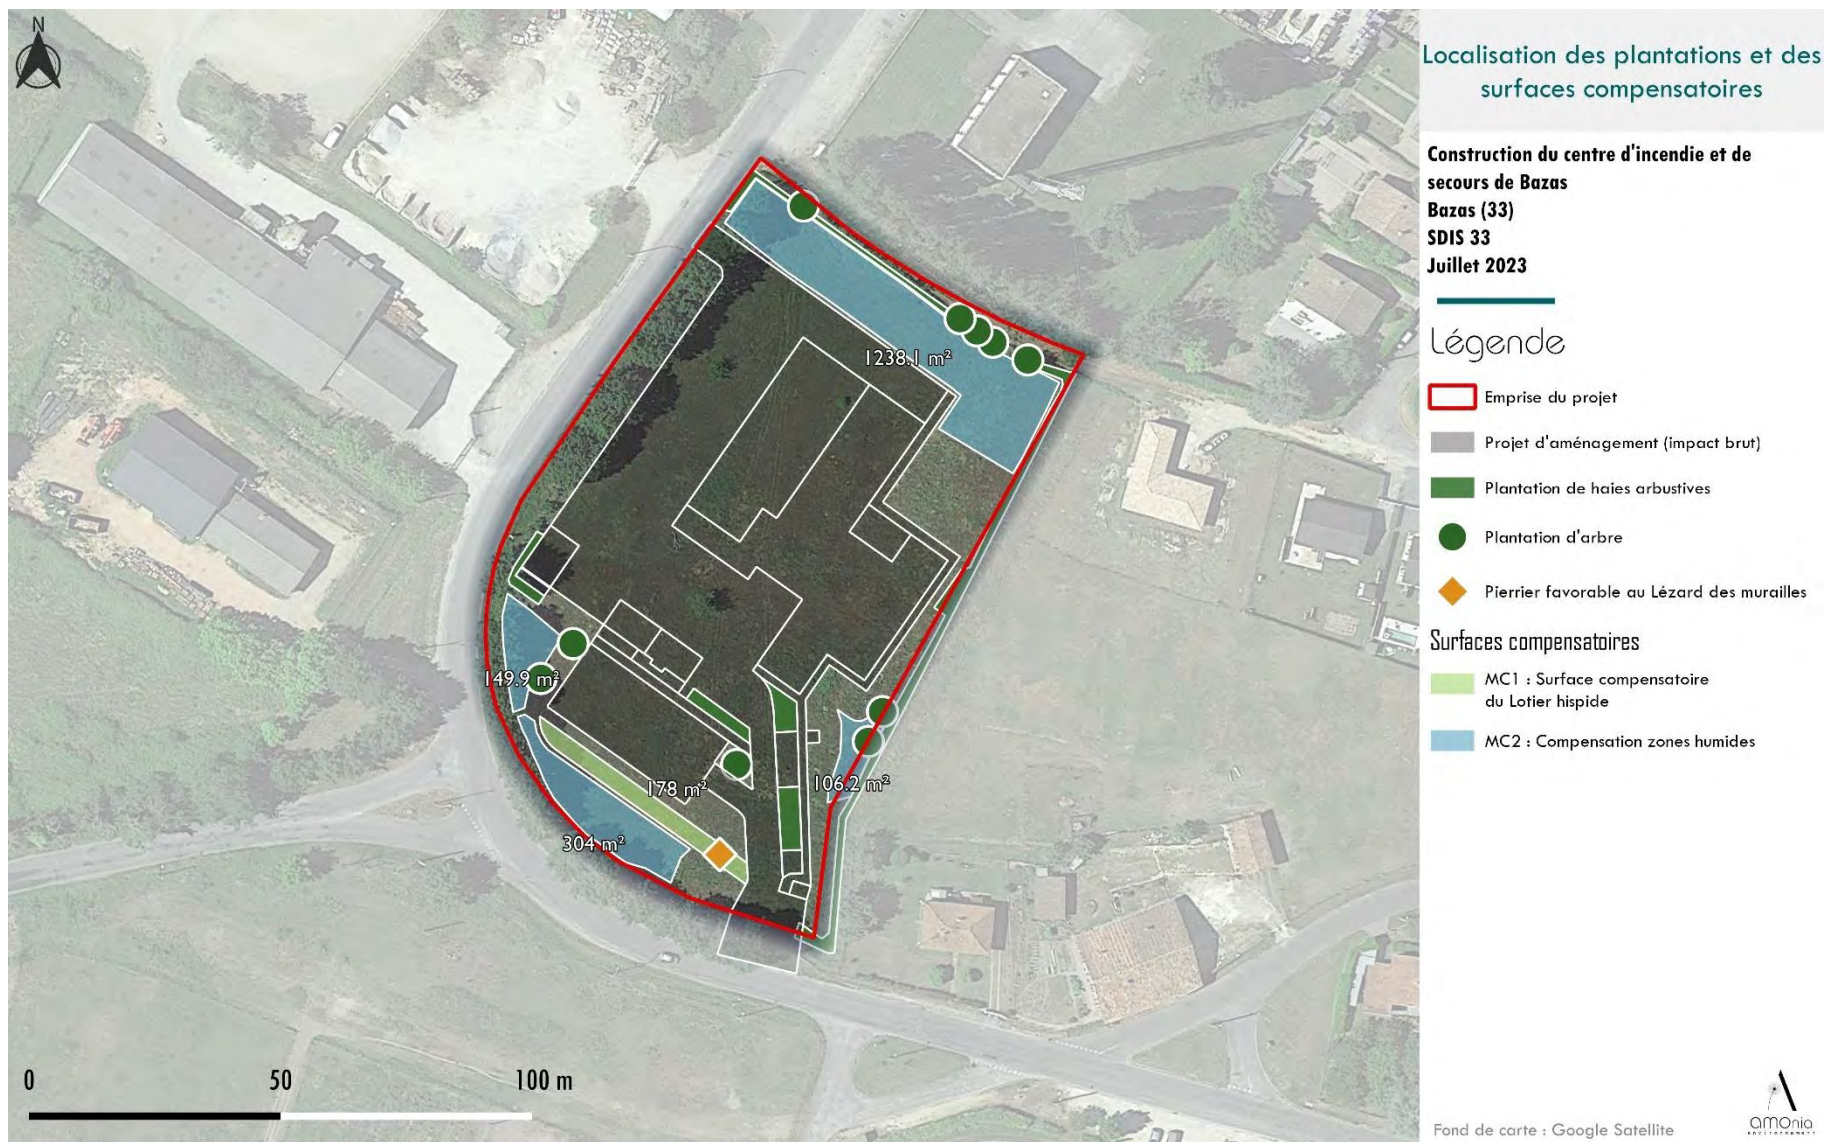 N
1238.1 m²
149.9 m²
178 m²
106.2 m²
304 m²
0 50 100 m
Localisation des plantations et des
surfaces compensatoires
Construction du centre d'incendie et de
secours de Bazas
Bazas (33)
SDIS 33
Juillet 2023
Légende
Emprise du projet
Projet d'aménagement (impact brut)
Plantation de haies arbustives
Plantation d'arbre
Pierrier favorable au Lézard des murailles
Surfaces compensatoires
MC1 : Surface compensatoire
du Lotier hispide
MC2 : Compensation zones humides
Fond de carte : Google Satellite
amonia
environnement